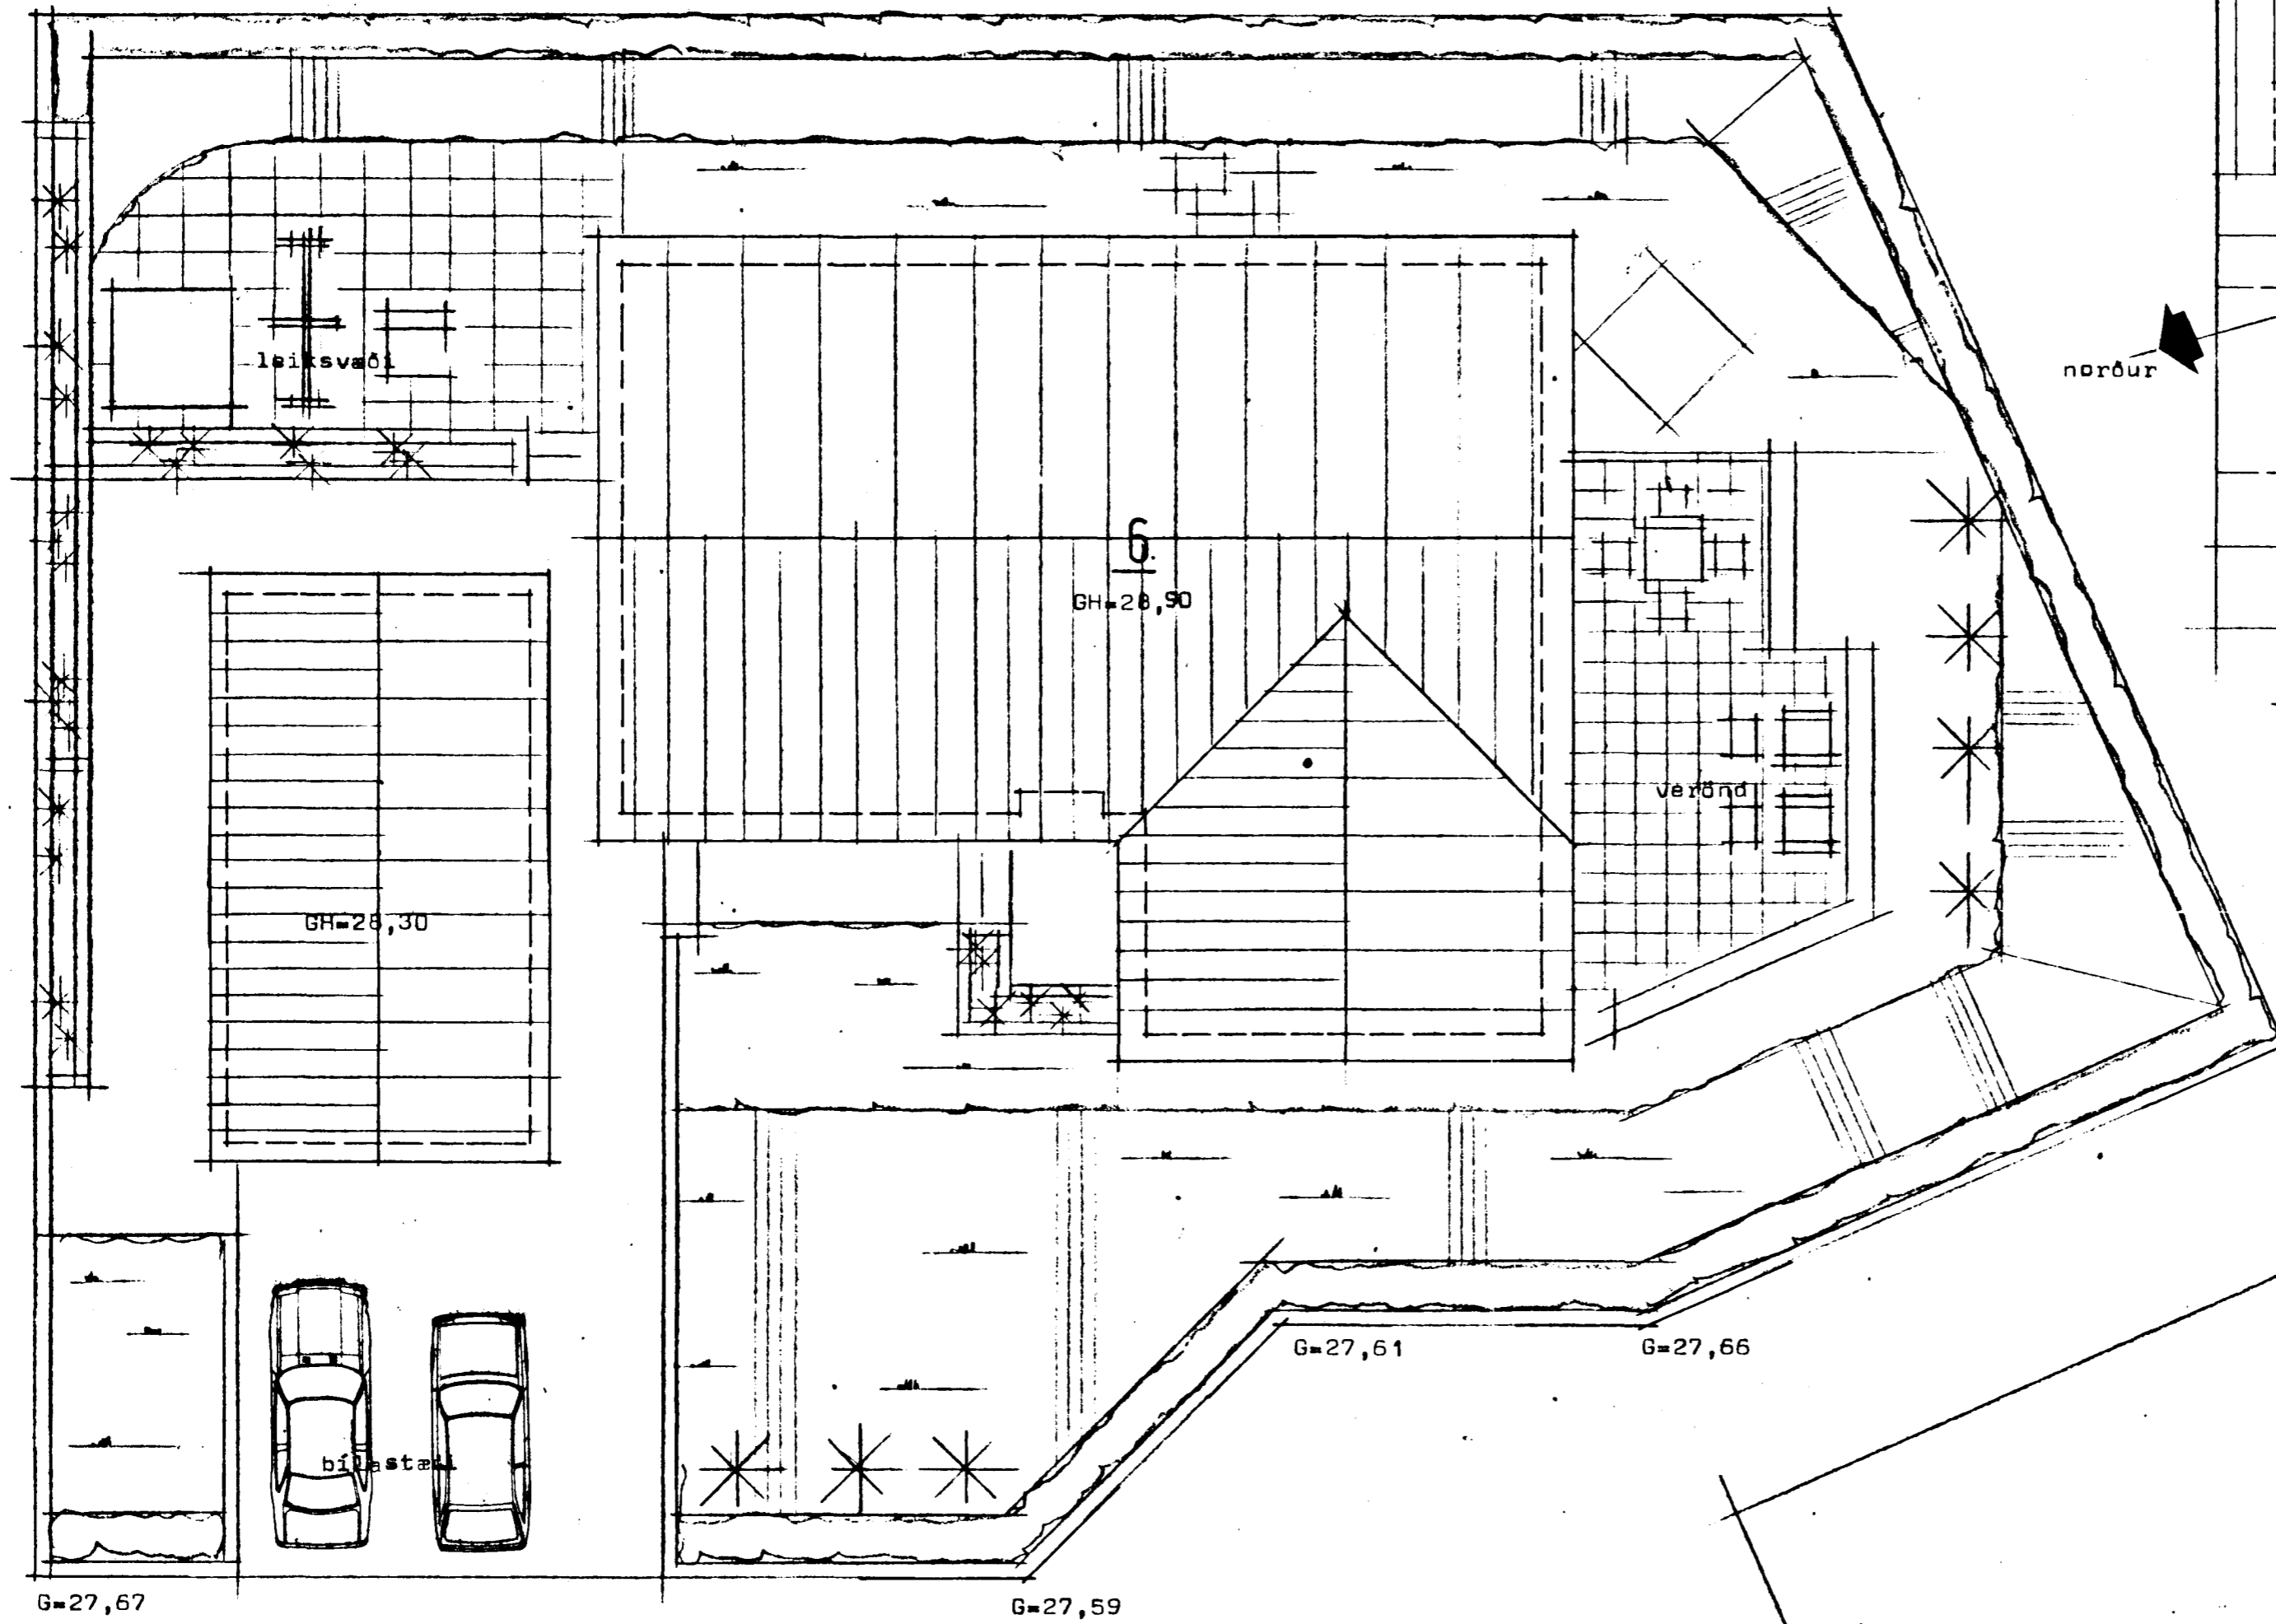 leiksvæði
norður
6
GH=28,90
verönd
GH=28,30
G=27,61
G=27,66
bílastæði
G=27,67
G=27,59